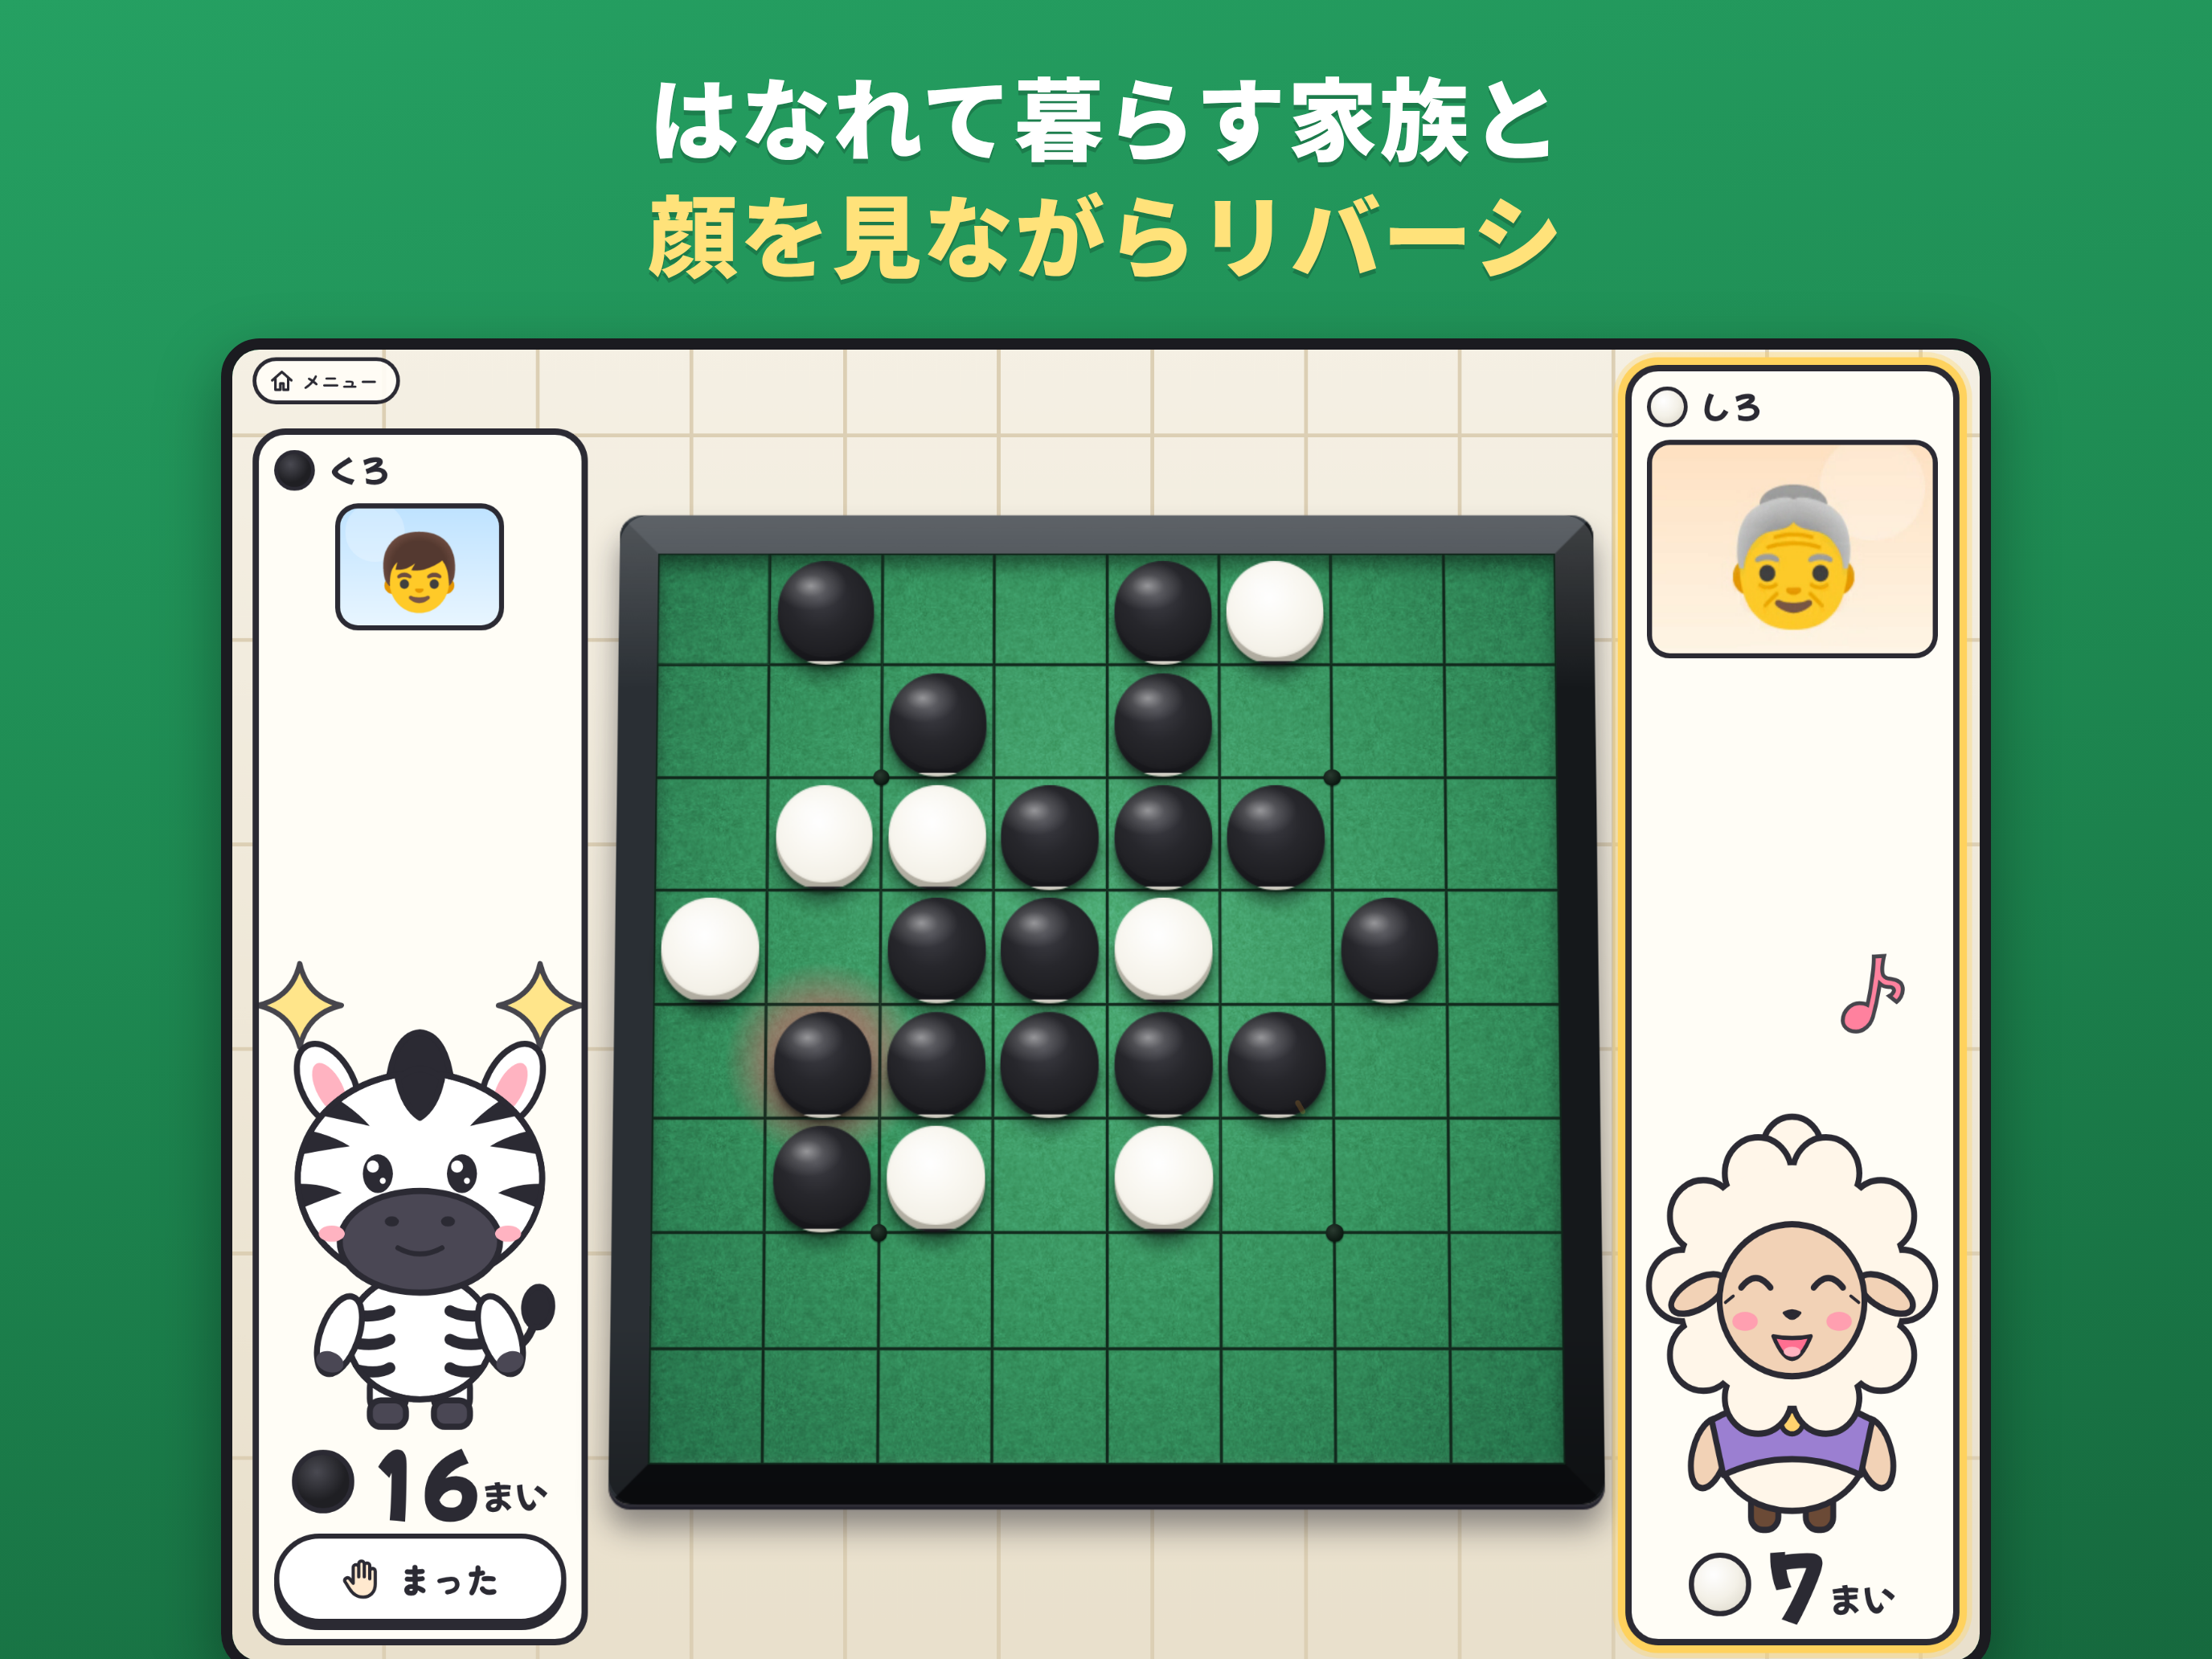 はなれて暮らす家族と
顔を見ながらリバーシ
メニュー
くろ
しろ
16まい
まった
7まい